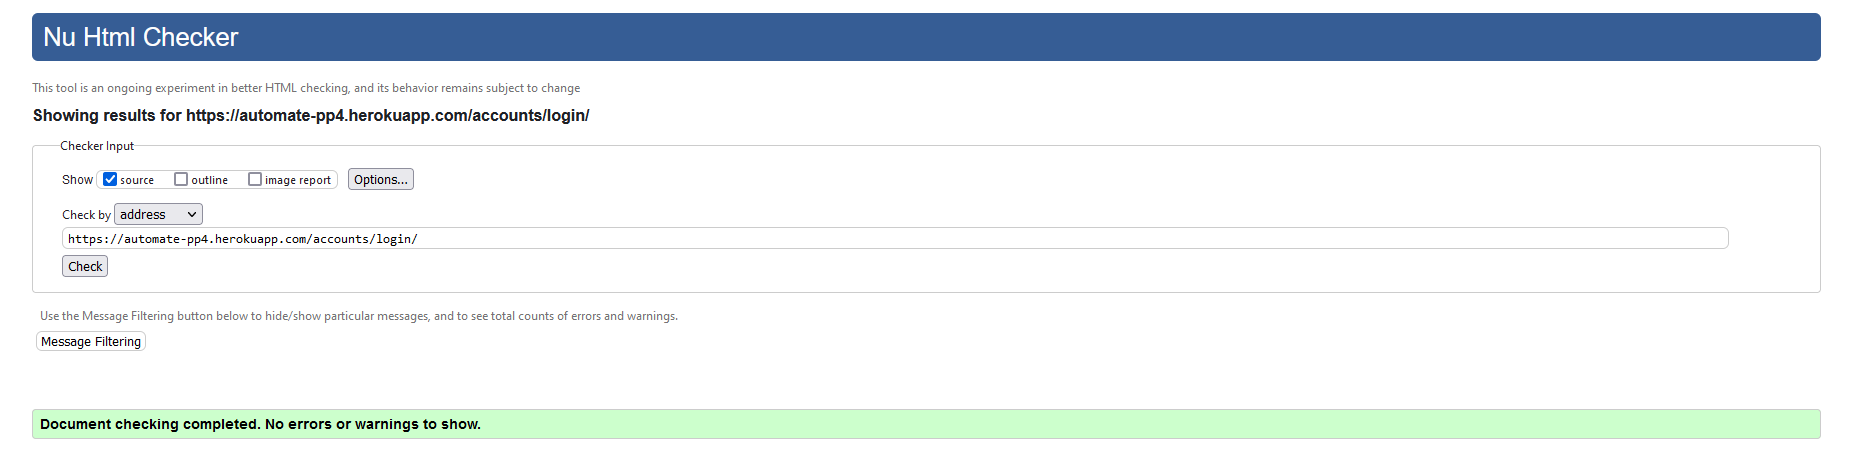 Nu Html Checker
This tool is an ongoing experiment in better HTML checking, and its behavior remains subject to change
Showing results for https://automate-pp4.herokuapp.com/accounts/login/
Checker Input
Show source outline image report Options...
Check by address
https://automate-pp4.herokuapp.com/accounts/login/
Check
Use the Message Filtering button below to hide/show particular messages, and to see total counts of errors and warnings.
Message Filtering
Document checking completed. No errors or warnings to show.